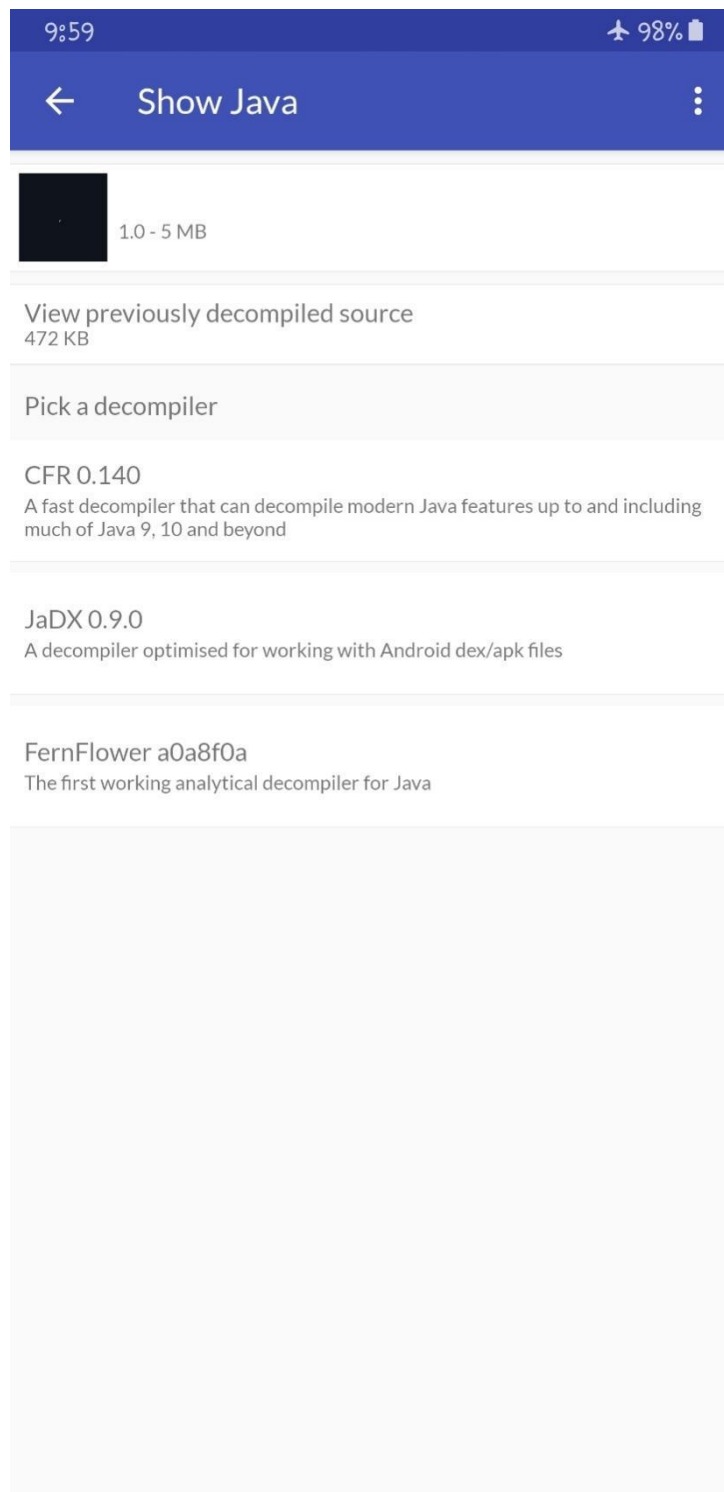 9:59
98%
Show Java
1.0 - 5 MB
View previously decompiled source
472 KB
Pick a decompiler
CFR 0.140
A fast decompiler that can decompile modern Java features up to and including
much of Java 9, 10 and beyond
JaDX 0.9.0
A decompiler optimised for working with Android dex/apk files
FernFlower a0a8f0a
The first working analytical decompiler for Java